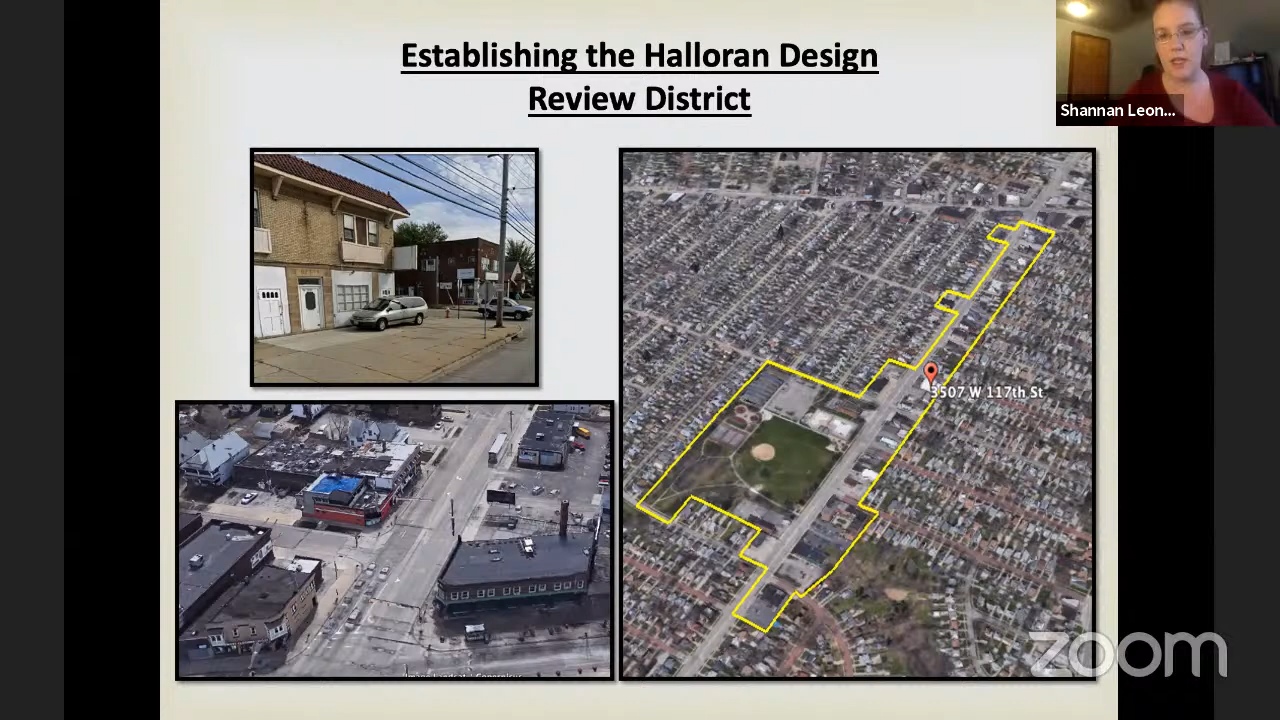 Establishing the Halloran Design
Review District
Shannan Leon...
3507 W 117th St
zoom